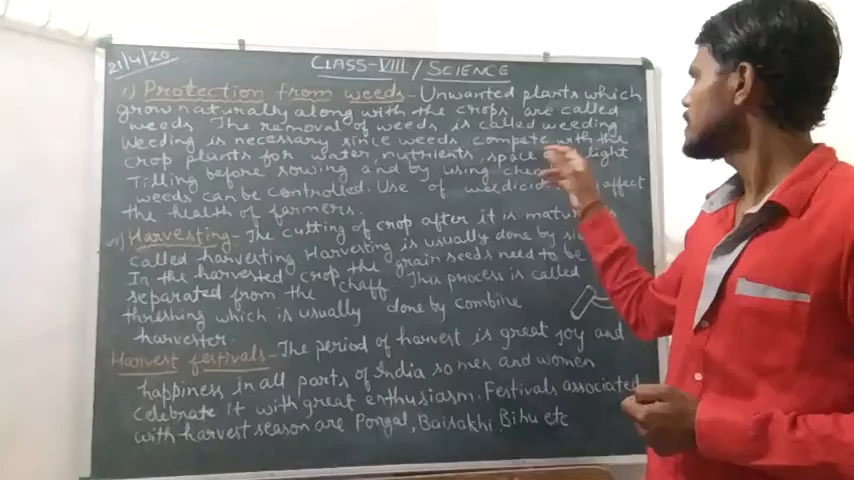 21/4/20
CLASS-VIII / SCIENCE
Protection from weeds - Unwanted plants which
grow naturally along with the crops are called
weeds The removal of weeds is called weeding
Weeding is necessary since weeds compete with the
crop plants for water, nutrients, space light
Tilling before sowing and by using
weeds can be controlled. Use of affect
the health of farmers.
Harvesting - The cutting of crop after it is
called harvesting. Harvesting is usually done by
In the harvested crop the grain seeds need to be
separated from the chaff. This process is called
threshing which is usually done by combine
harvester.
Harvest festivals - The period of harvest is great joy and
happiness in all parts of India so men and women
celebrate it with great enthusiasm. Festivals associated
with harvest season are Pongal, Baisakhi, Bihu etc